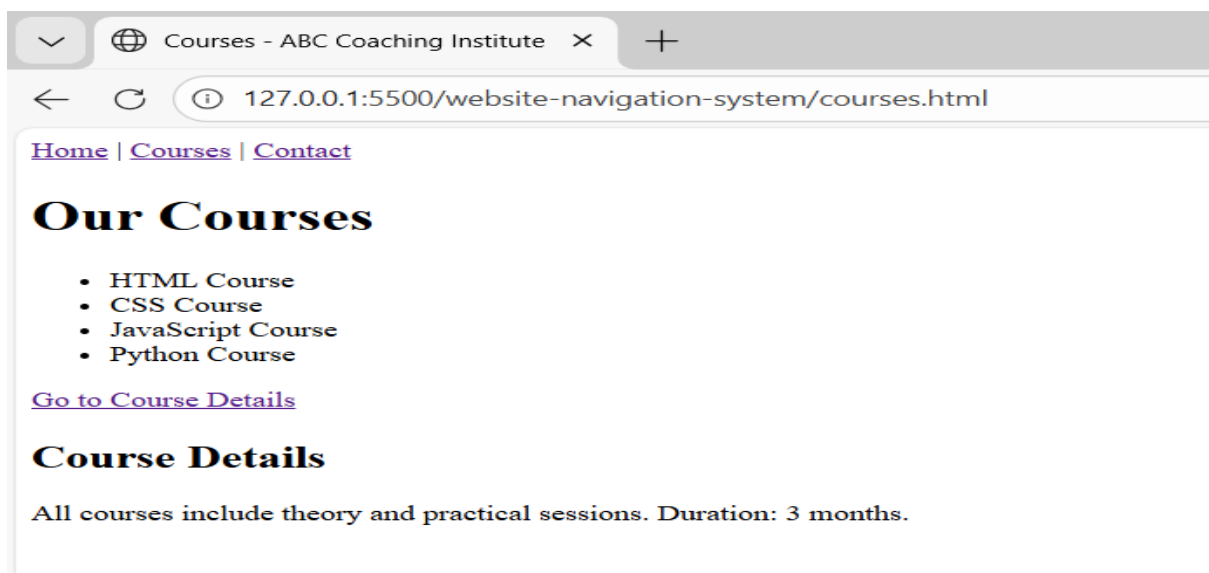 Courses - ABC Coaching Institute
127.0.0.1:5500/website-navigation-system/courses.html
Home | Courses | Contact
Our Courses
• HTML Course
• CSS Course
• JavaScript Course
• Python Course
Go to Course Details
Course Details
All courses include theory and practical sessions. Duration: 3 months.